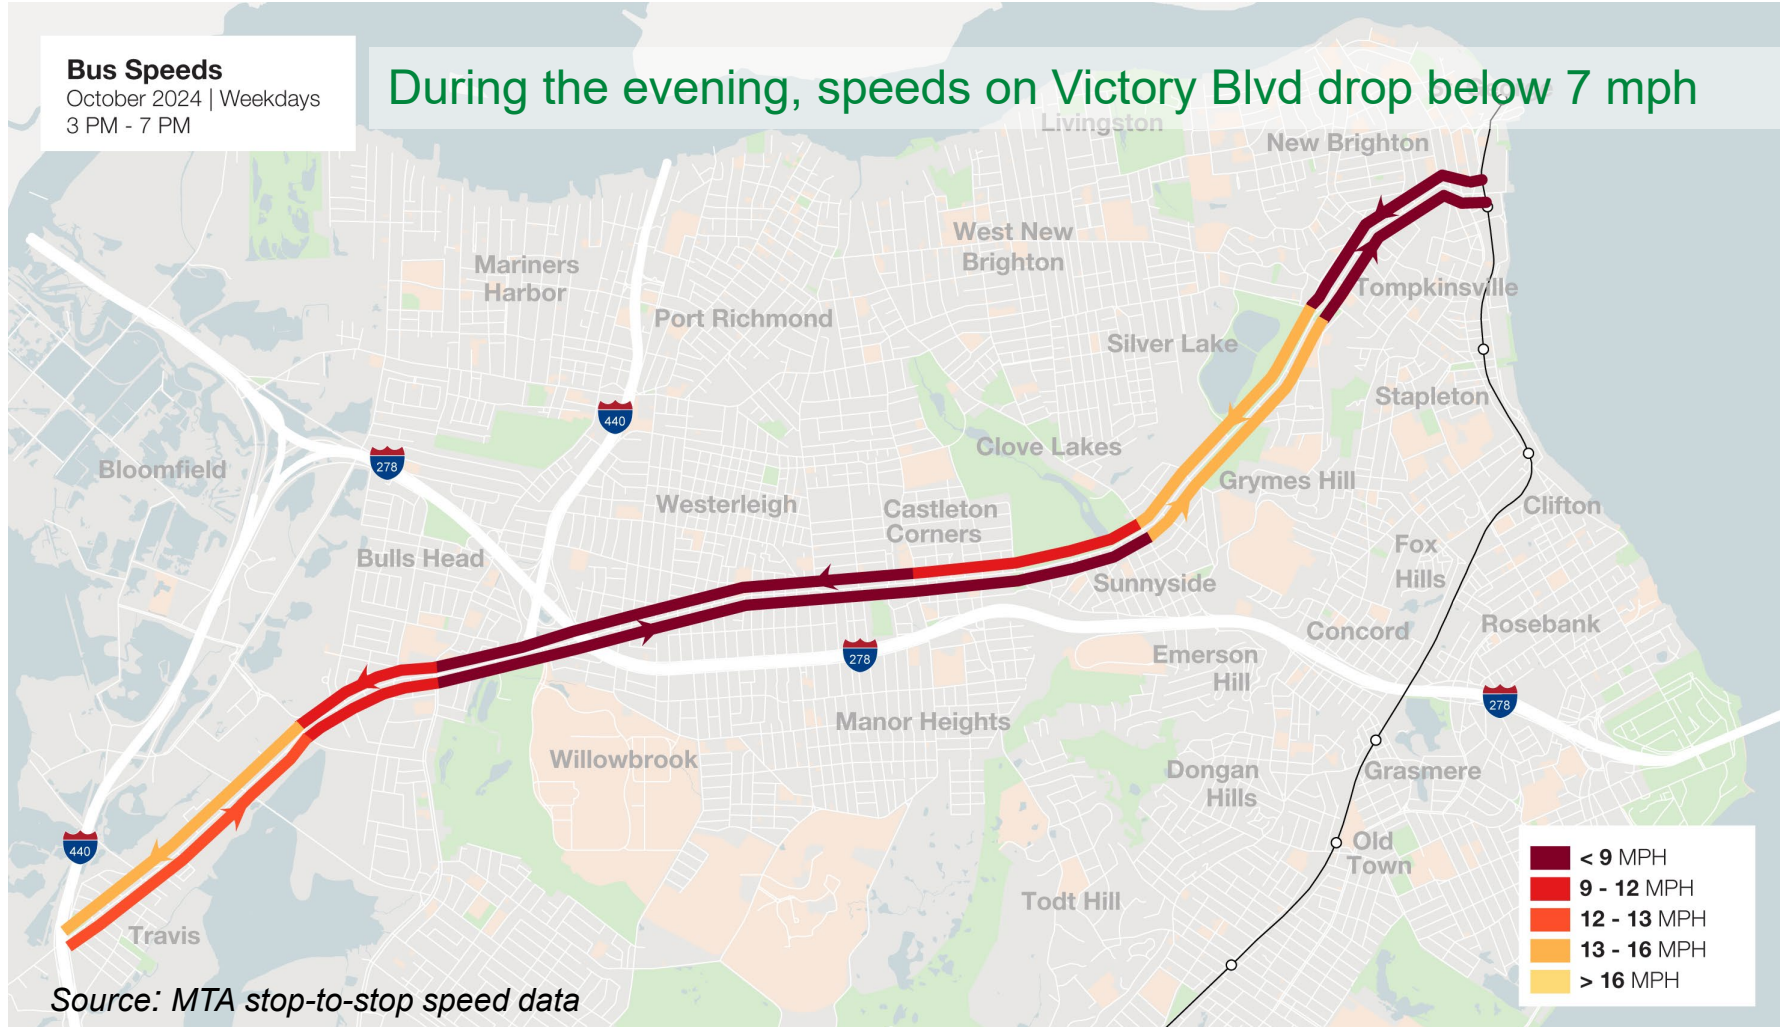 Bus Speeds
October 2024 | Weekdays
3 PM - 7 PM
During the evening, speeds on Victory Blvd drop below 7 mph
St. George
Livingston
New Brighton
West New
Brighton
Mariners
Harbor
Tompkinsville
Port Richmond
Silver Lake
Stapleton
440
Clove Lakes
278
Bloomfield
Grymes Hill
Westerleigh
Castleton
Corners
Clifton
Bulls Head
Fox
Hills
Sunnyside
Rosebank
Concord
278
Emerson
Hill
278
Manor Heights
Willowbrook
Dongan
Hills
Grasmere
440
Old
Town
Todt Hill
Travis
< 9 MPH
9 - 12 MPH
12 - 13 MPH
13 - 16 MPH
> 16 MPH
Source: MTA stop-to-stop speed data